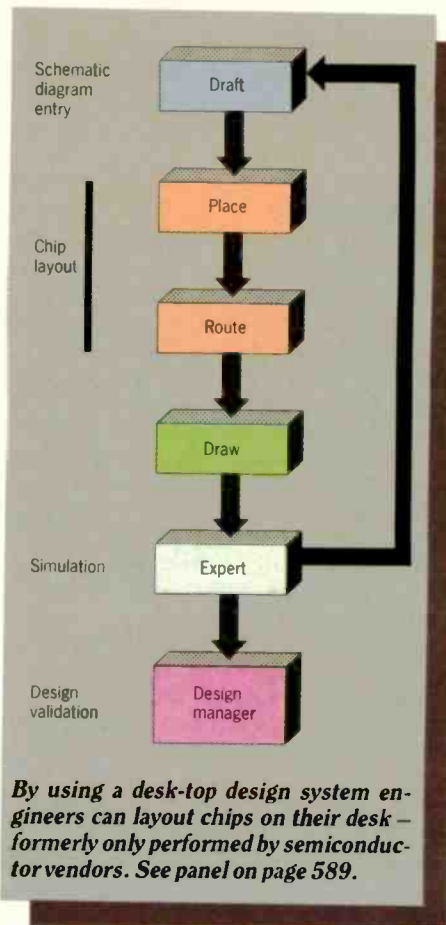 Schematic
diagram
entry
Draft
Place
Chip
layout
Route
Draw
Simulation
Expert
Design
validation
Design
manager
By using a desk-top design system en-
gineers can layout chips on their desk –
formerly only performed by semiconduc-
tor vendors. See panel on page 589.